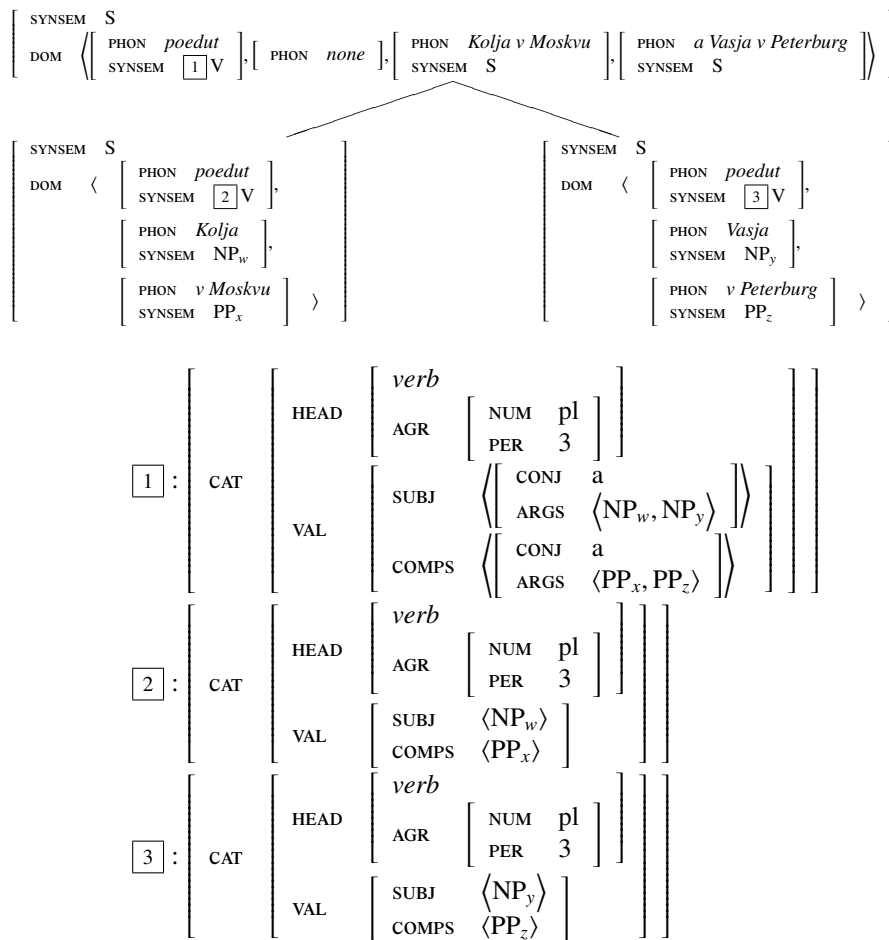 SYNSEM S
DOM ⟨[PHON poedut SYNSEM [1]V], [PHON none], [PHON Kolja v Moskvu SYNSEM S], [PHON a Vasja v Peterburg SYNSEM S]⟩
SYNSEM S
DOM ⟨ [PHON poedut SYNSEM [2]V],
[PHON Kolja SYNSEM NP_w],
[PHON v Moskvu SYNSEM PP_x] ⟩
SYNSEM S
DOM ⟨ [PHON poedut SYNSEM [3]V],
[PHON Vasja SYNSEM NP_y],
[PHON v Peterburg SYNSEM PP_z] ⟩
[1] : CAT
HEAD verb
AGR NUM pl
PER 3
VAL SUBJ ⟨[CONJ a
ARGS ⟨NP_w, NP_y⟩]⟩
COMPS ⟨[CONJ a
ARGS ⟨PP_x, PP_z⟩]⟩
[2] : CAT
HEAD verb
AGR NUM pl
PER 3
VAL SUBJ ⟨NP_w⟩
COMPS ⟨PP_x⟩
[3] : CAT
HEAD verb
AGR NUM pl
PER 3
VAL SUBJ ⟨NP_y⟩
COMPS ⟨PP_z⟩